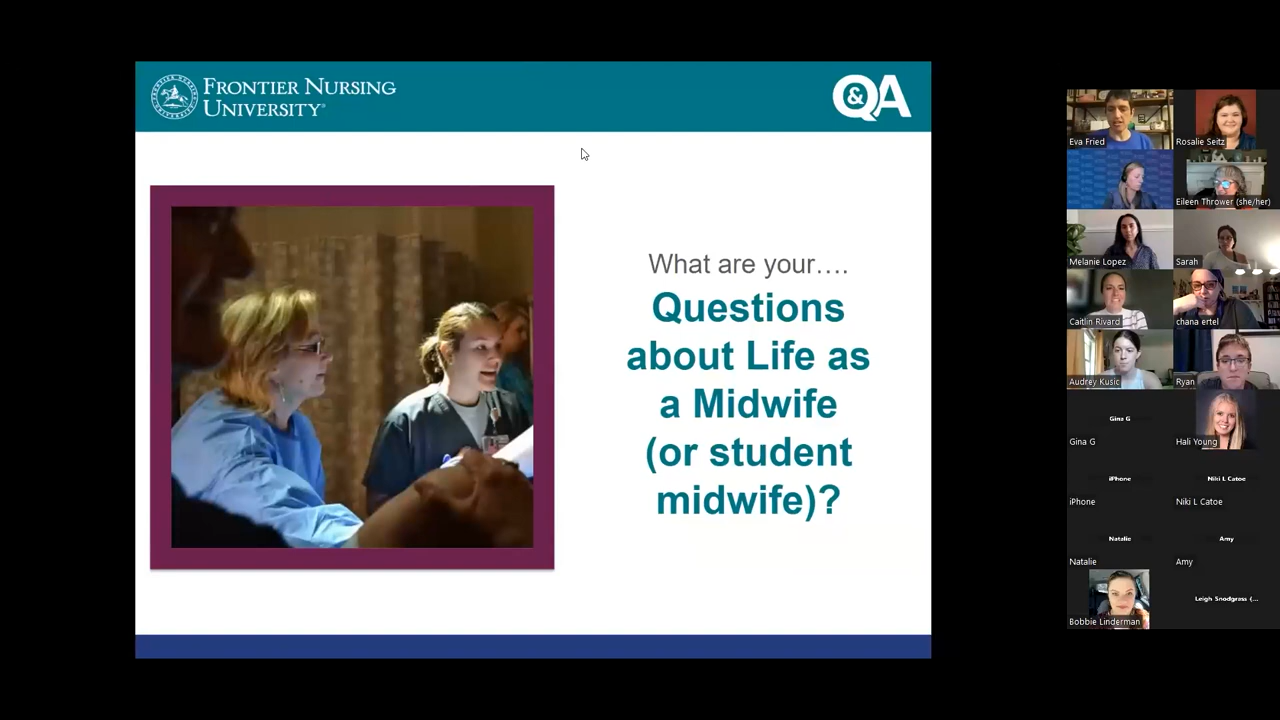 FRONTIER NURSING
UNIVERSITY
Q&A
What are your….
Questions
about Life as
a Midwife
(or student
midwife)?
Eva Fried
Rosalie Seitz
Eileen Thrower (she/her)
Melanie Lopez
Sarah
Caitlin Rivard
chana ertel
Audrey Kusic
Ryan
Gina G
Gina G
Hali Young
iPhone
Niki L Catoe
iPhone
Niki L Catoe
Natalie
Amy
Natalie
Amy
Leigh Snodgrass (...
Bobbie Linderman